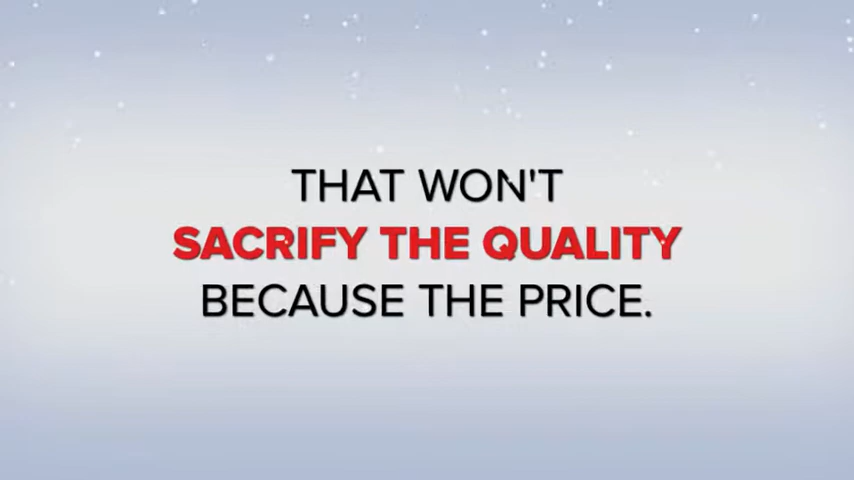 THAT WON'T
SACRIFY THE QUALITY
BECAUSE THE PRICE.